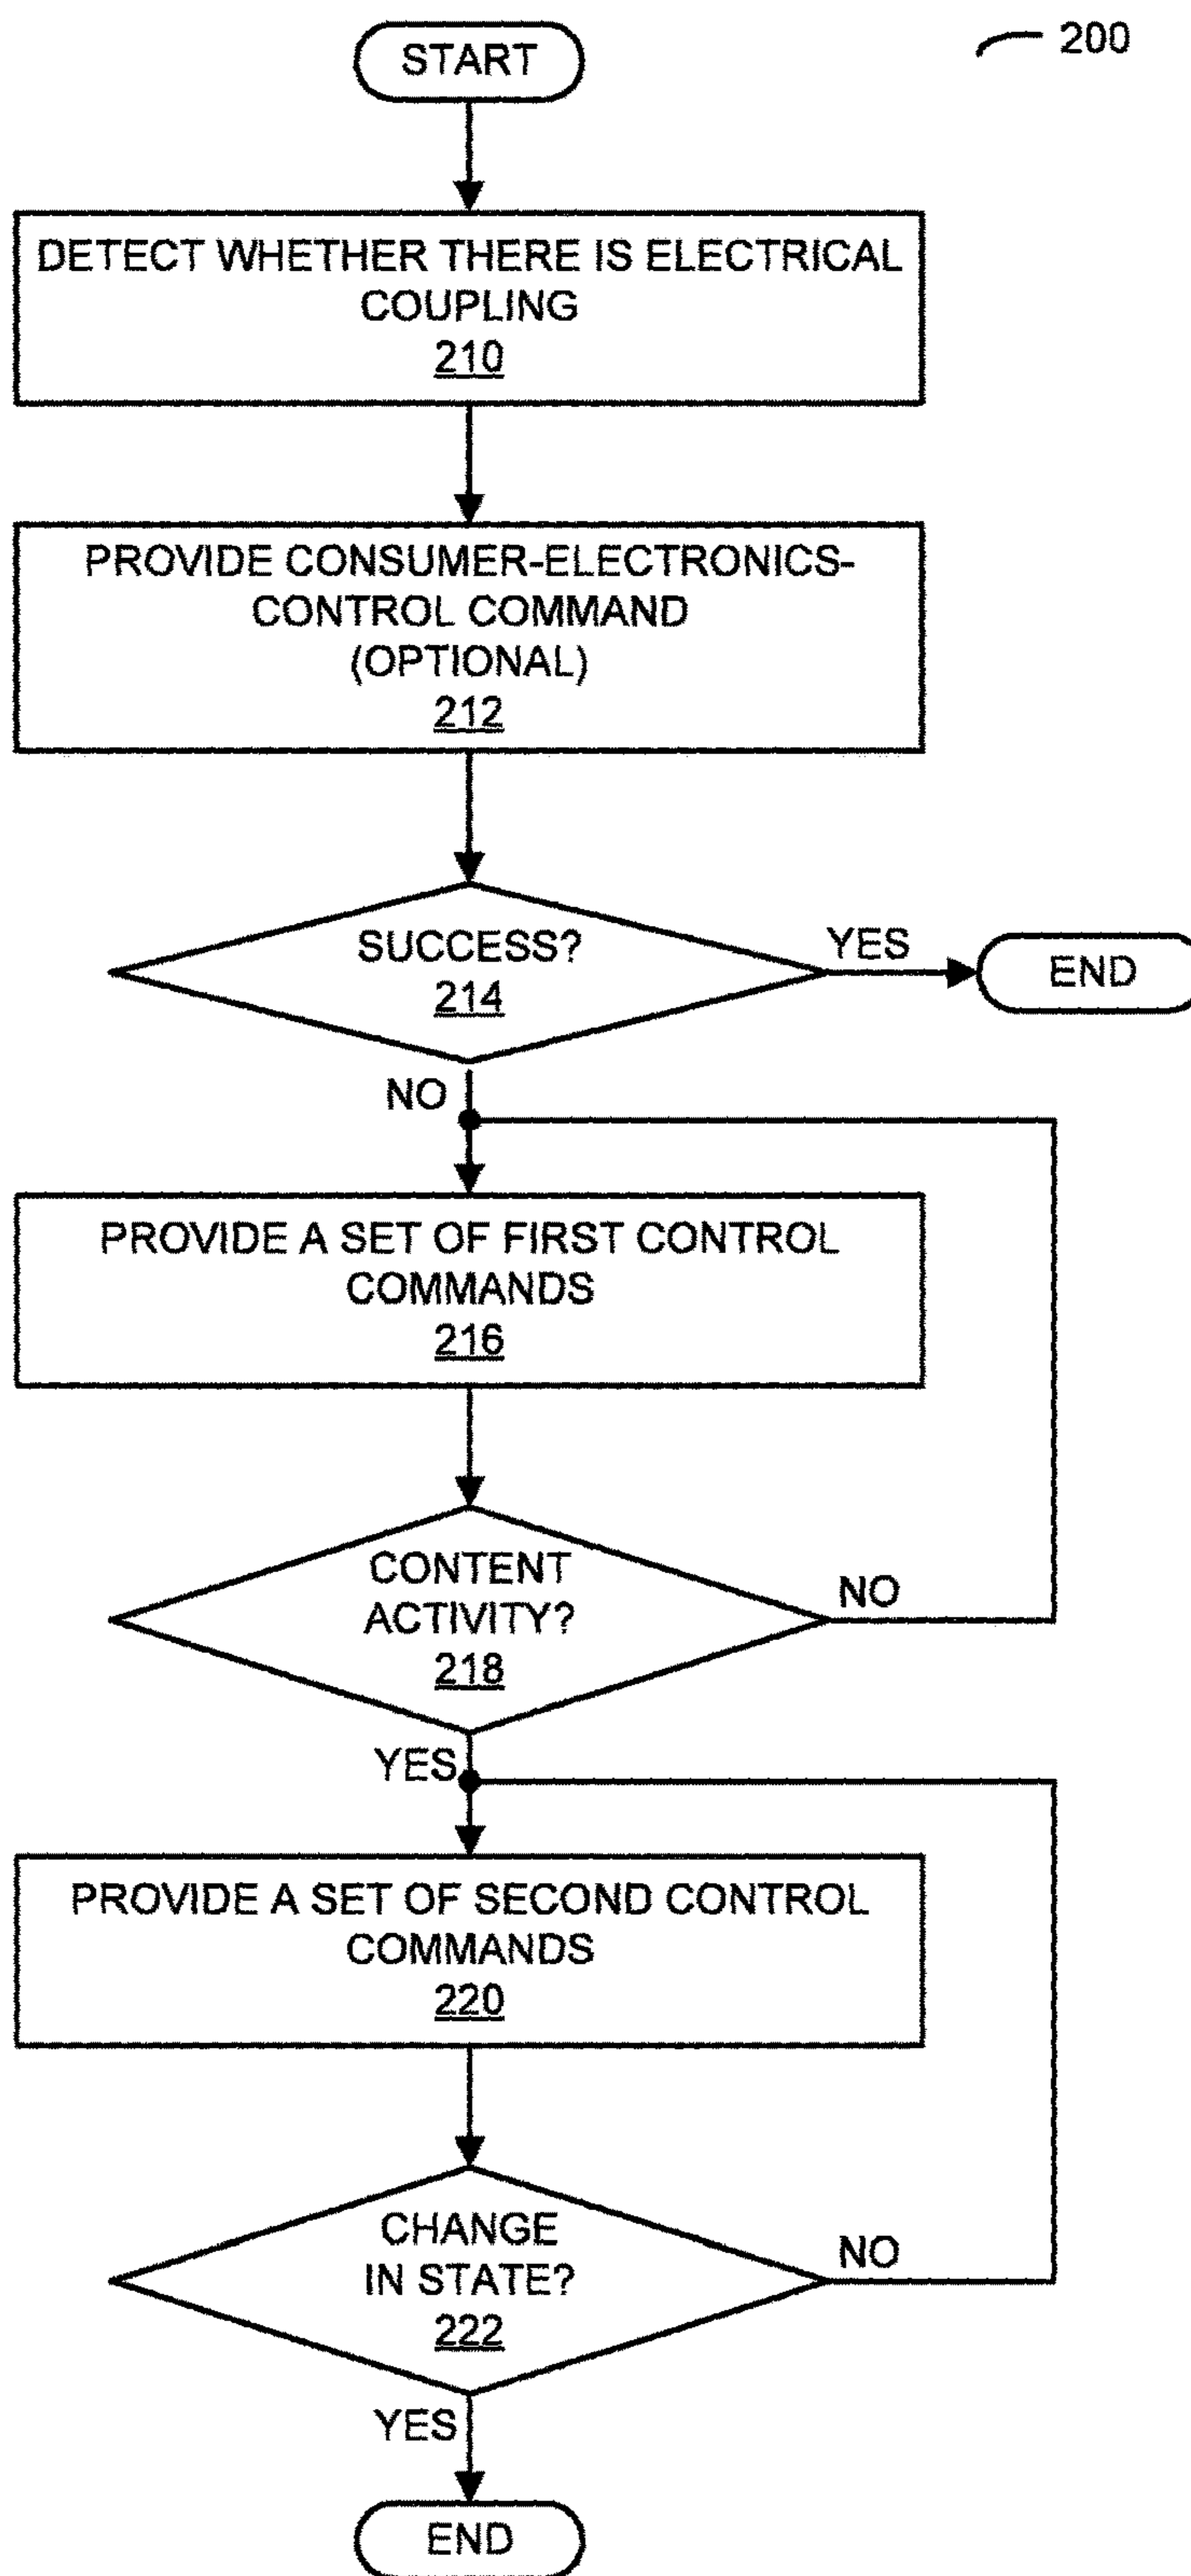 START
200
DETECT WHETHER THERE IS ELECTRICAL
COUPLING
210
PROVIDE CONSUMER-ELECTRONICS-
CONTROL COMMAND
(OPTIONAL)
212
SUCCESS?
214
YES
END
NO
PROVIDE A SET OF FIRST CONTROL
COMMANDS
216
CONTENT
ACTIVITY?
218
NO
YES
PROVIDE A SET OF SECOND CONTROL
COMMANDS
220
CHANGE
IN STATE?
222
NO
YES
END